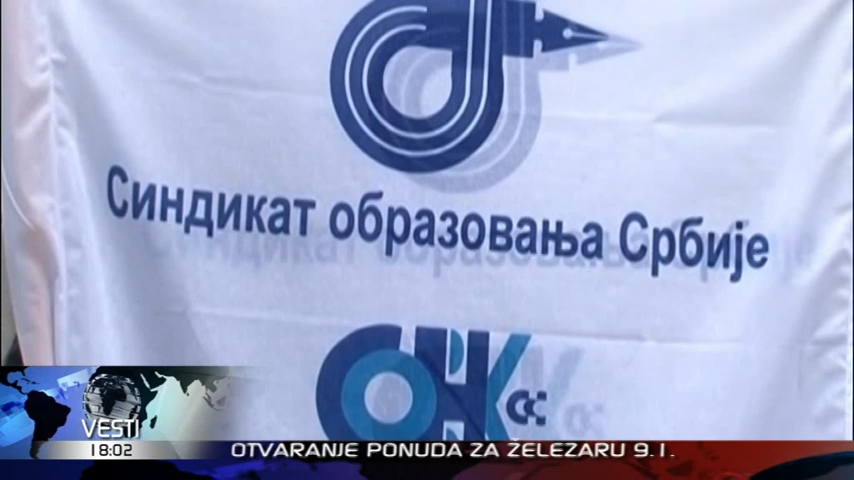 Синдикат образовања Србије
VESTI
18:02
OTVARANJE PONUDA ZA ŽELEZARU 9.1.